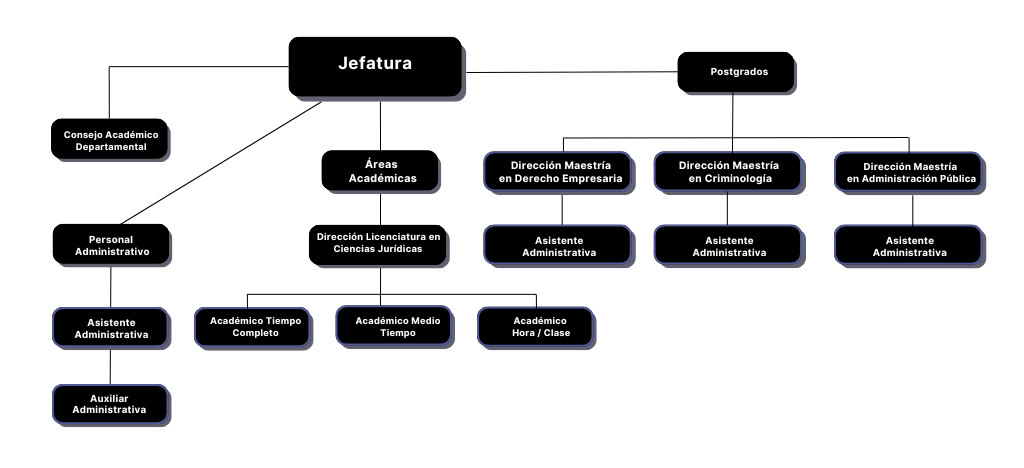 Jefatura
Postgrados
Consejo Académico
Departamental
Áreas
Académicas
Dirección Maestría
en Derecho Empresaria
Dirección Maestría
en Criminología
Dirección Maestría
en Administración Pública
Personal
Administrativo
Dirección Licenciatura en
Ciencias Jurídicas
Asistente
Administrativa
Asistente
Administrativa
Asistente
Administrativa
Asistente
Administrativa
Académico Tiempo
Completo
Académico Medio
Tiempo
Académico
Hora / Clase
Auxiliar
Administrativa